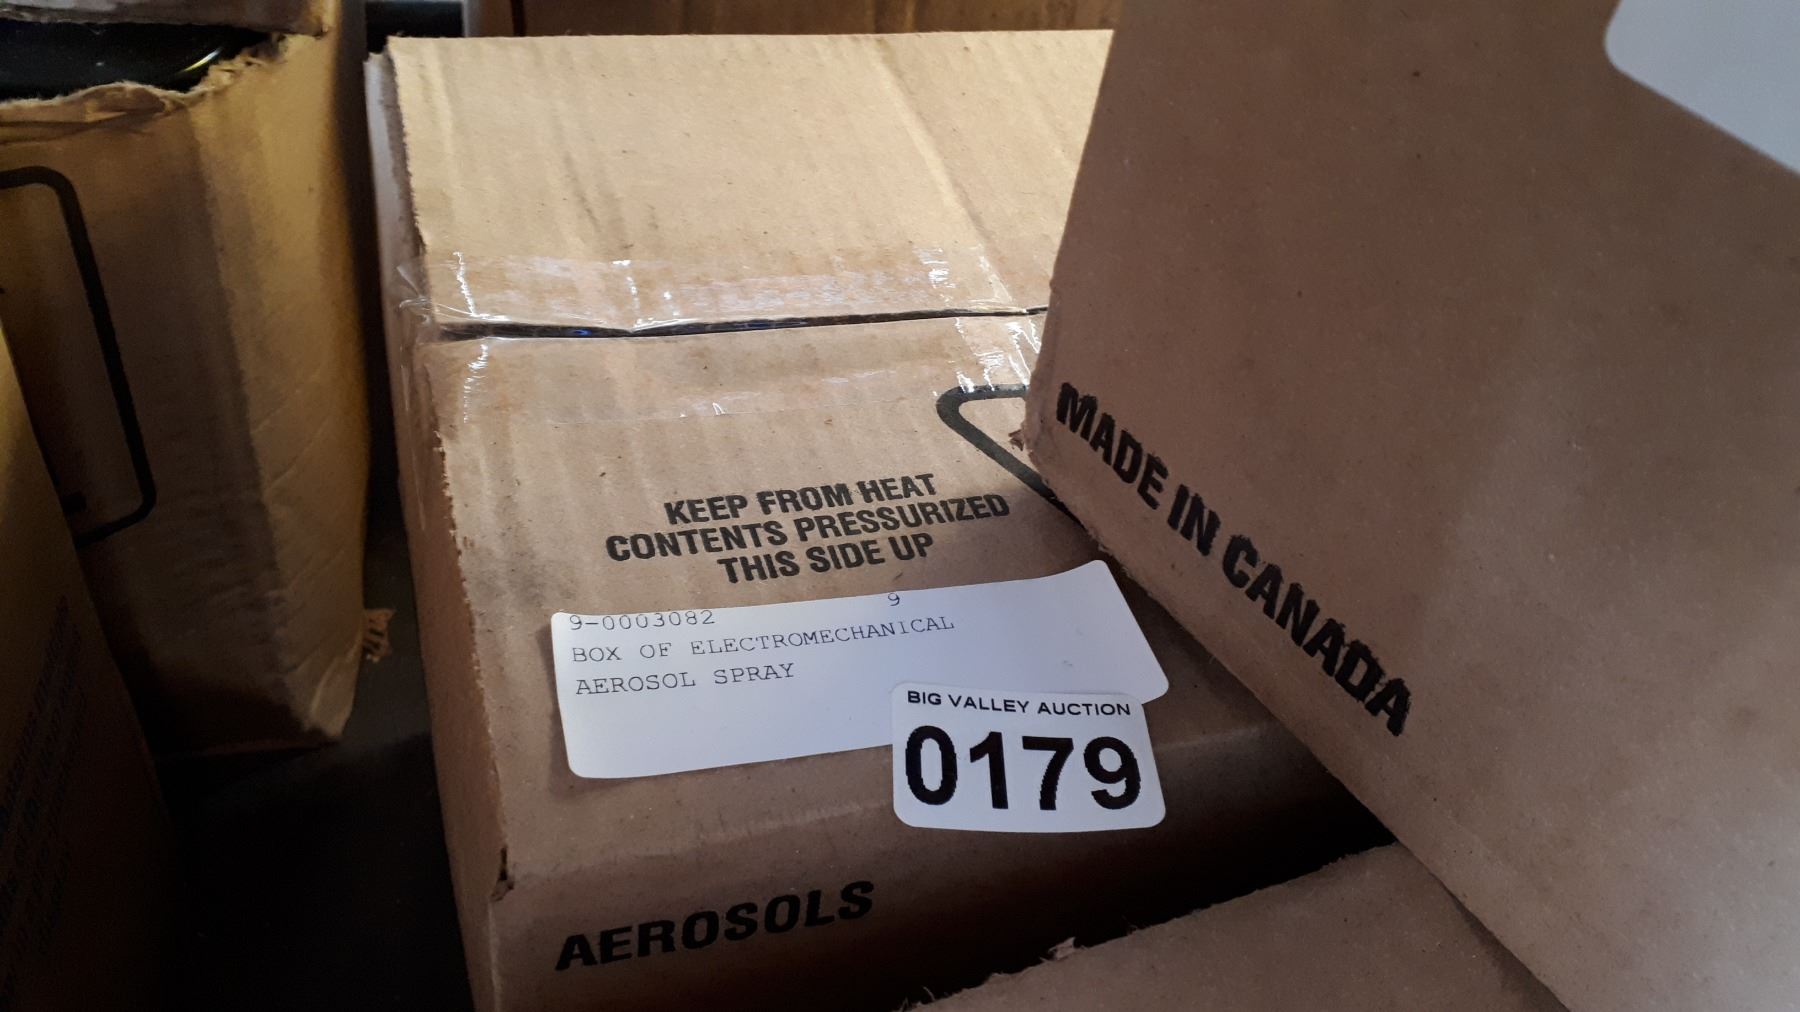 KEEP FROM HEAT
CONTENTS PRESSURIZED
THIS SIDE UP
9-0003082 9
BOX OF ELECTROMECHANICAL
AEROSOL SPRAY
BIG VALLEY AUCTION
0179
AEROSOLS
MADE IN CANADA